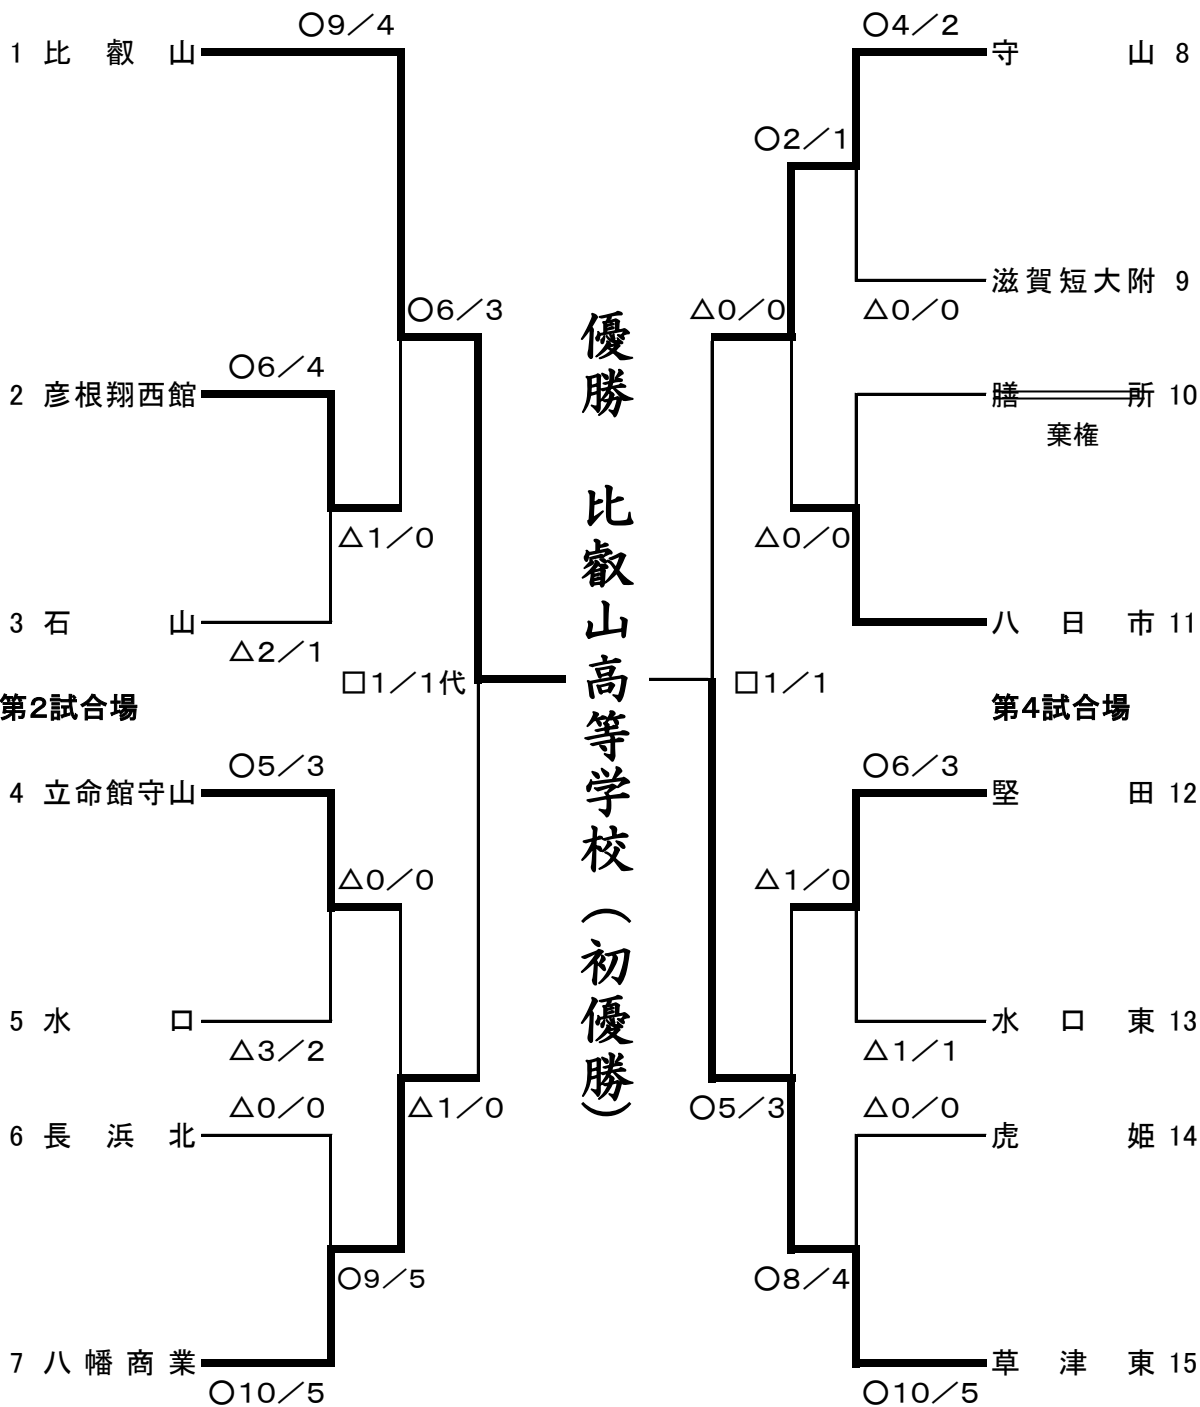 ○9／4
1 比叡山
○6／3
○6／4
2 彦根翔西館
△1／0
3 石山
△2／1
□1／1代
第2試合場
○5／3
4 立命館守山
△0／0
5 水口
△3／2
△0／0
△1／0
6 長浜北
○9／5
7 八幡商業
○10／5
優勝 比叡山高等学校（初優勝）
○4／2
守山 8
○2／1
滋賀短大附 9
△0／0
△0／0
膳所 10
棄権
△0／0
八日市 11
□1／1
第4試合場
○6／3
堅田 12
△1／0
水口東 13
△1／1
○5／3
△0／0
虎姫 14
○8／4
草津東 15
○10／5